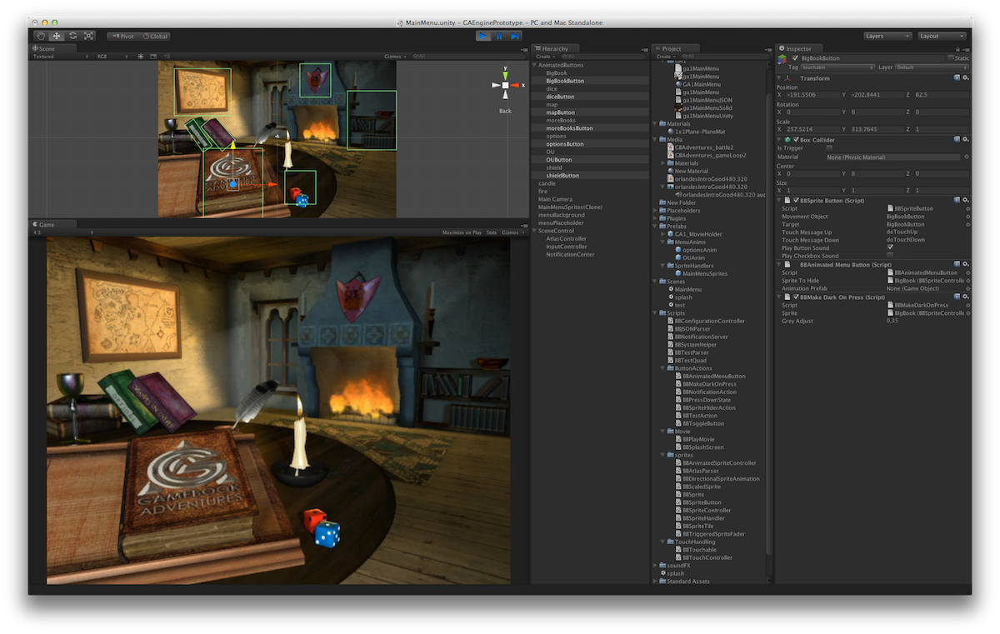 MainMenu.unity – GAEnginePrototype – PC and Mac Standalone
Pivot Global Layers Layout
Scene
Textured RGB Gizmos All
y
x
Back
Game
4:3 Maximize on Play Stats Gizmos
GAMEBOOK
ADVENTURES
Hierarchy
Create All
AnimatedButtons
BigBook
BigBookButton
dice
diceButton
map
mapButton
moreBooks
moreBooksButton
options
optionsButton
OU
OUButton
shield
shieldButton
candle
fire
Main Camera
MainMenuSprites(Clone)
menuBackground
menuPlaceholder
SceneControl
AtlasController
InputController
NotificationCenter
Project
Create All
GA1
ga1MainMenu
ga1MainMenu
GA1MainMenu
ga1MainMenu
ga1MainMenuJSON
ga1MainMenuSolid
ga1MainMenuUnity
Materials
1x1Plane-PlaneMat
Media
GBAdventures_battle2
GBAdventures_gameLoop2
Materials
New Material
orlandesIntroGood480.320
orlandesIntroGood480.320
orlandesIntroGood480.320 aud
New Folder
Placeholders
Plugins
Prefabs
GA1_MovieHolder
MenuAnims
optionsAnim
OUAnim
SpriteHandlers
MainMenuSprites
Scenes
MainMenu
splash
test
Scripts
BBConfigurationController
BBJSONParser
BBNotificationServer
BBSystemHelper
BBTestParser
BBTestQuad
ButtonActions
BBAnimatedMenuButton
BBMakeDarkOnPress
BBNotificationAction
BBPressDownState
BBSpriteHiderAction
BBTestAction
BBToggleButton
Movie
BBPlayMovie
BBSplashScreen
sprites
BBAnimatedSpriteController
BBAtlasParser
BBDirectionalSpriteAnimation
BBScaledSprite
BBSprite
BBSpriteButton
BBSpriteController
BBSpriteHandler
BBSpriteTile
BBTriggeredSpriteFader
TouchHandling
BBTouchable
BBTouchController
soundFX
splash
Standard Assets
Inspector
BigBookButton Static
Tag touchable Layer Default
Transform
Position
X -191.5506 Y -202.8441 Z 62.5
Rotation
X 0 Y 0 Z 0
Scale
X 257.5214 Y 313.7645 Z 1
Box Collider
Is Trigger
Material None (Physic Material)
Center
X 0 Y 0 Z 0
Size
X 1 Y 1 Z 1
BBSprite Button (Script)
Script BBSpriteButton
Movement Object BigBookButton
Target BigBookButton
Touch Message Up doTouchUp
Touch Message Down doTouchDown
Play Button Sound
Play Checkbox Sound
BBAnimated Menu Button (Script)
Script BBAnimatedMenuButton
Sprite To Hide BigBook (BBSpriteControlle
Animation Prefab None (Game Object)
BBMake Dark On Press (Script)
Script BBMakeDarkOnPress
Sprite BigBook (BBSpriteControlle
Grey Adjust 0.35